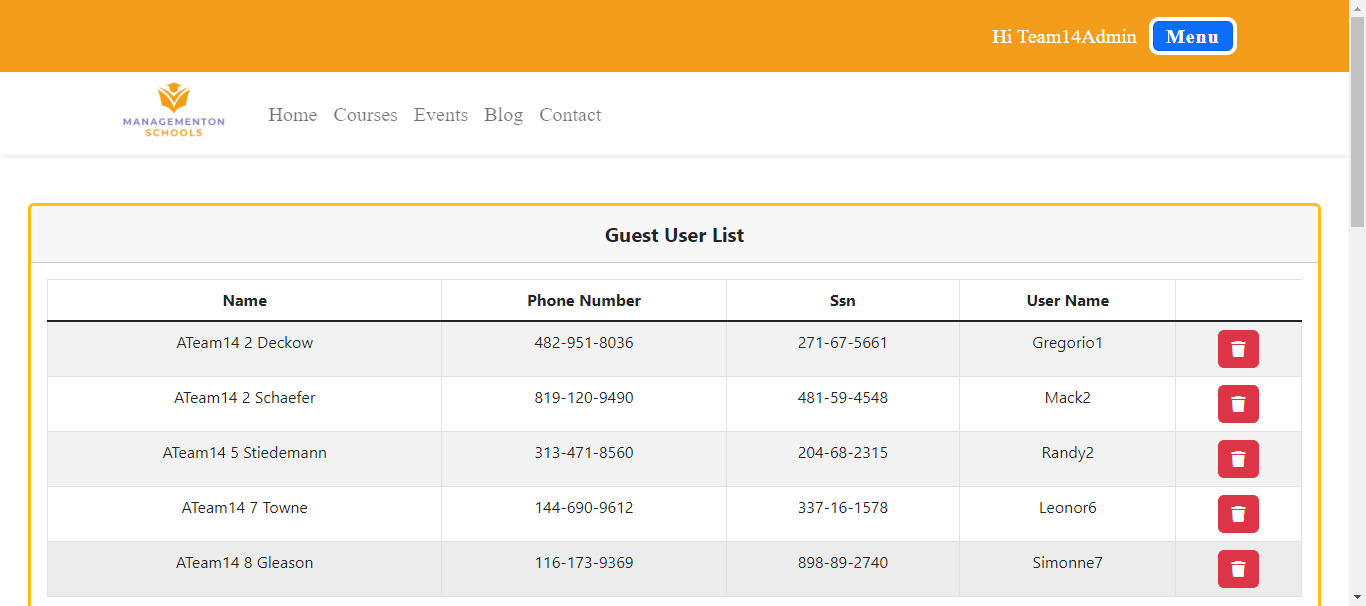 Hi Team14Admin Menu
MANAGEMENTON
SCHOOLS
Home Courses Events Blog Contact
Guest User List
Name Phone Number Ssn User Name
ATeam14 2 Deckow 482-951-8036 271-67-5661 Gregorio1
ATeam14 2 Schaefer 819-120-9490 481-59-4548 Mack2
ATeam14 5 Stiedemann 313-471-8560 204-68-2315 Randy2
ATeam14 7 Towne 144-690-9612 337-16-1578 Leonor6
ATeam14 8 Gleason 116-173-9369 898-89-2740 Simonne7